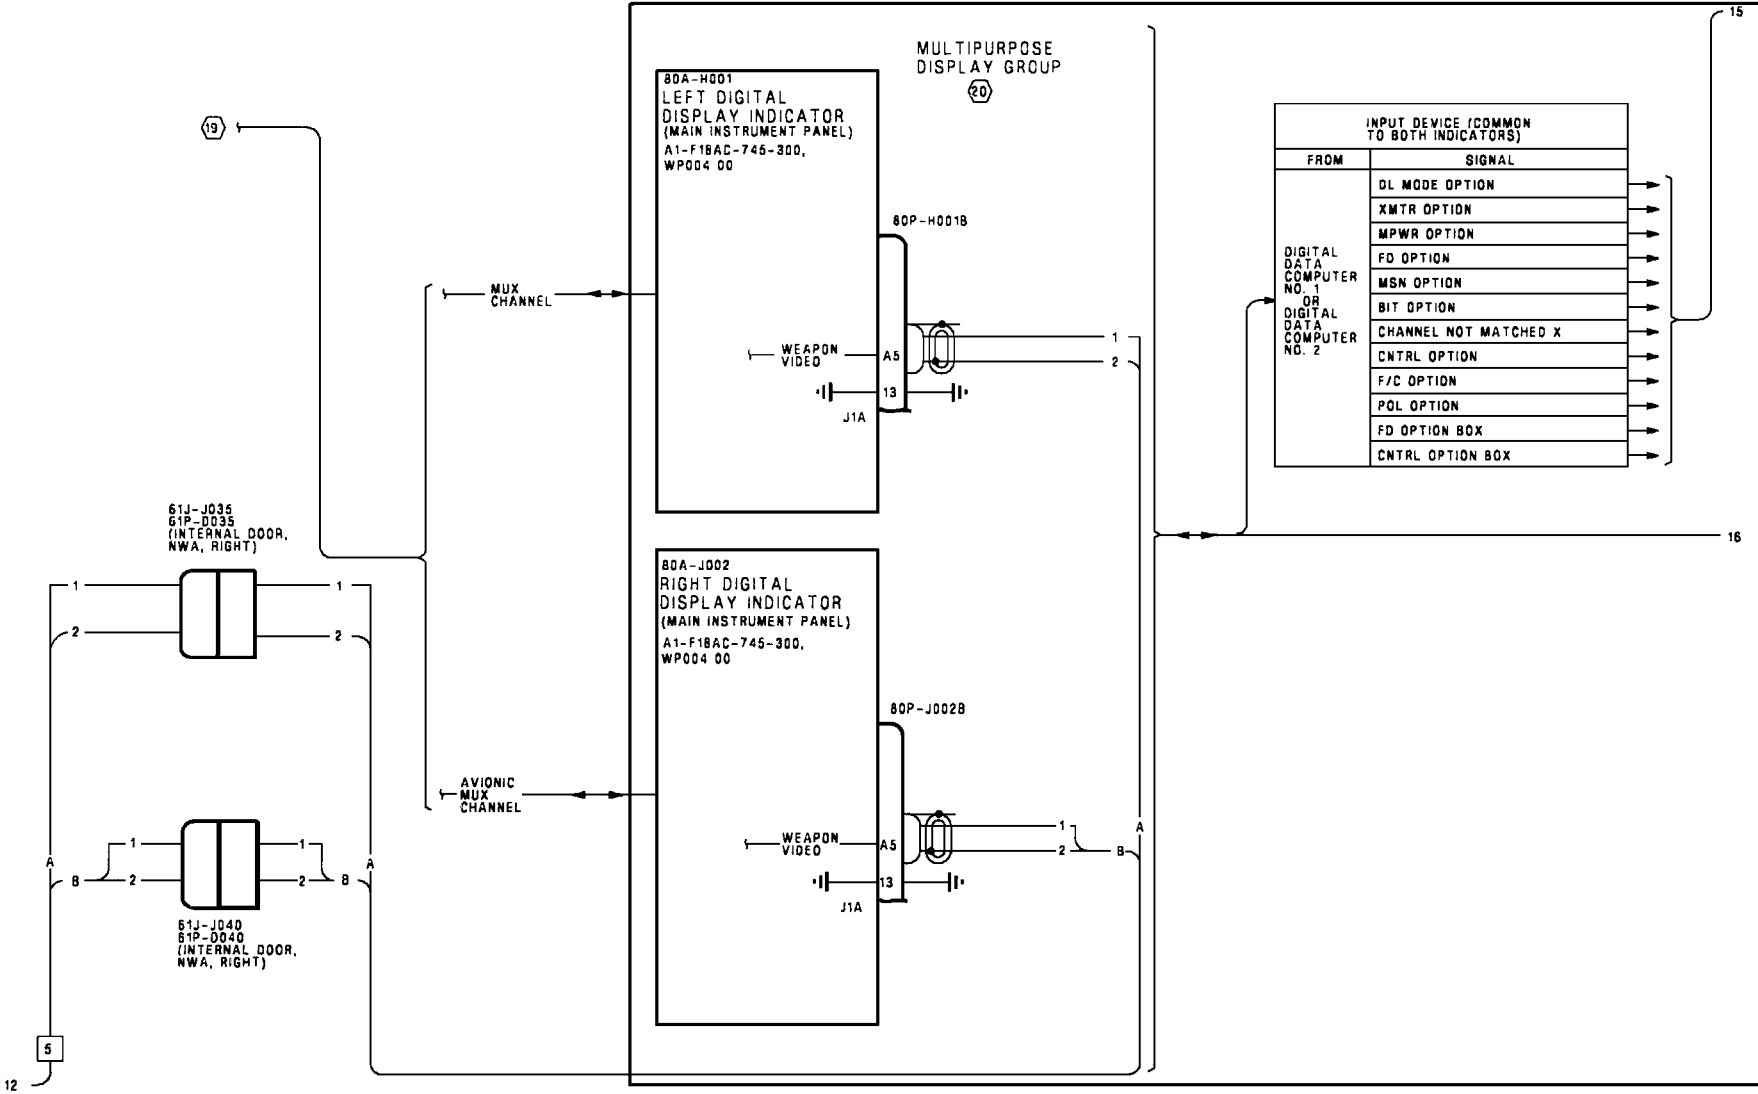 15
MULTIPURPOSE
DISPLAY GROUP
20
80A-H001
LEFT DIGITAL
DISPLAY INDICATOR
(MAIN INSTRUMENT PANEL)
A1-F18AC-745-300,
WP004 00
19
INPUT DEVICE (COMMON
TO BOTH INDICATORS)
FROM
SIGNAL
DIGITAL
DATA
COMPUTER
NO. 1
OR
DIGITAL
DATA
COMPUTER
NO. 2
DL MODE OPTION
XMTR OPTION
MPWR OPTION
FD OPTION
MSN OPTION
BIT OPTION
CHANNEL NOT MATCHED X
CNTRL OPTION
F/C OPTION
POL OPTION
FD OPTION BOX
CNTRL OPTION BOX
80P-H001B
MUX
CHANNEL
WEAPON
VIDEO
A5
1
2
13
J1A
61J-J035
61P-D035
(INTERNAL DOOR,
NWA, RIGHT)
1
1
2
2
16
80A-J002
RIGHT DIGITAL
DISPLAY INDICATOR
(MAIN INSTRUMENT PANEL)
A1-F18AC-745-300,
WP004 00
80P-J002B
AVIONIC
MUX
CHANNEL
WEAPON
VIDEO
A5
1
2
A
B
13
J1A
A
1
1
A
B
2
2
B
61J-J040
61P-D040
(INTERNAL DOOR,
NWA, RIGHT)
5
12